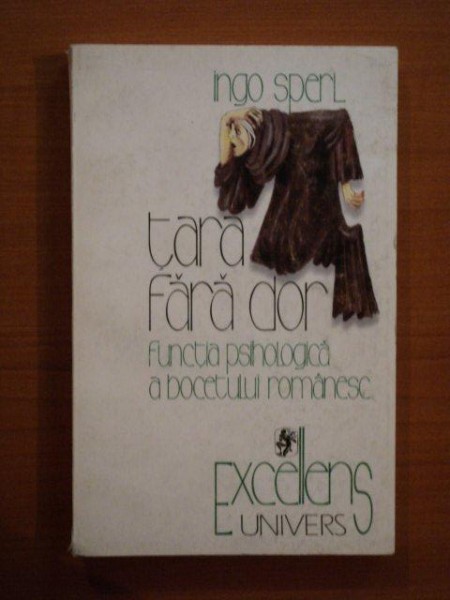 ingo sperl
țara
fără dor
funcția psihologică
a bocetului românesc
Excellens
UNIVERS